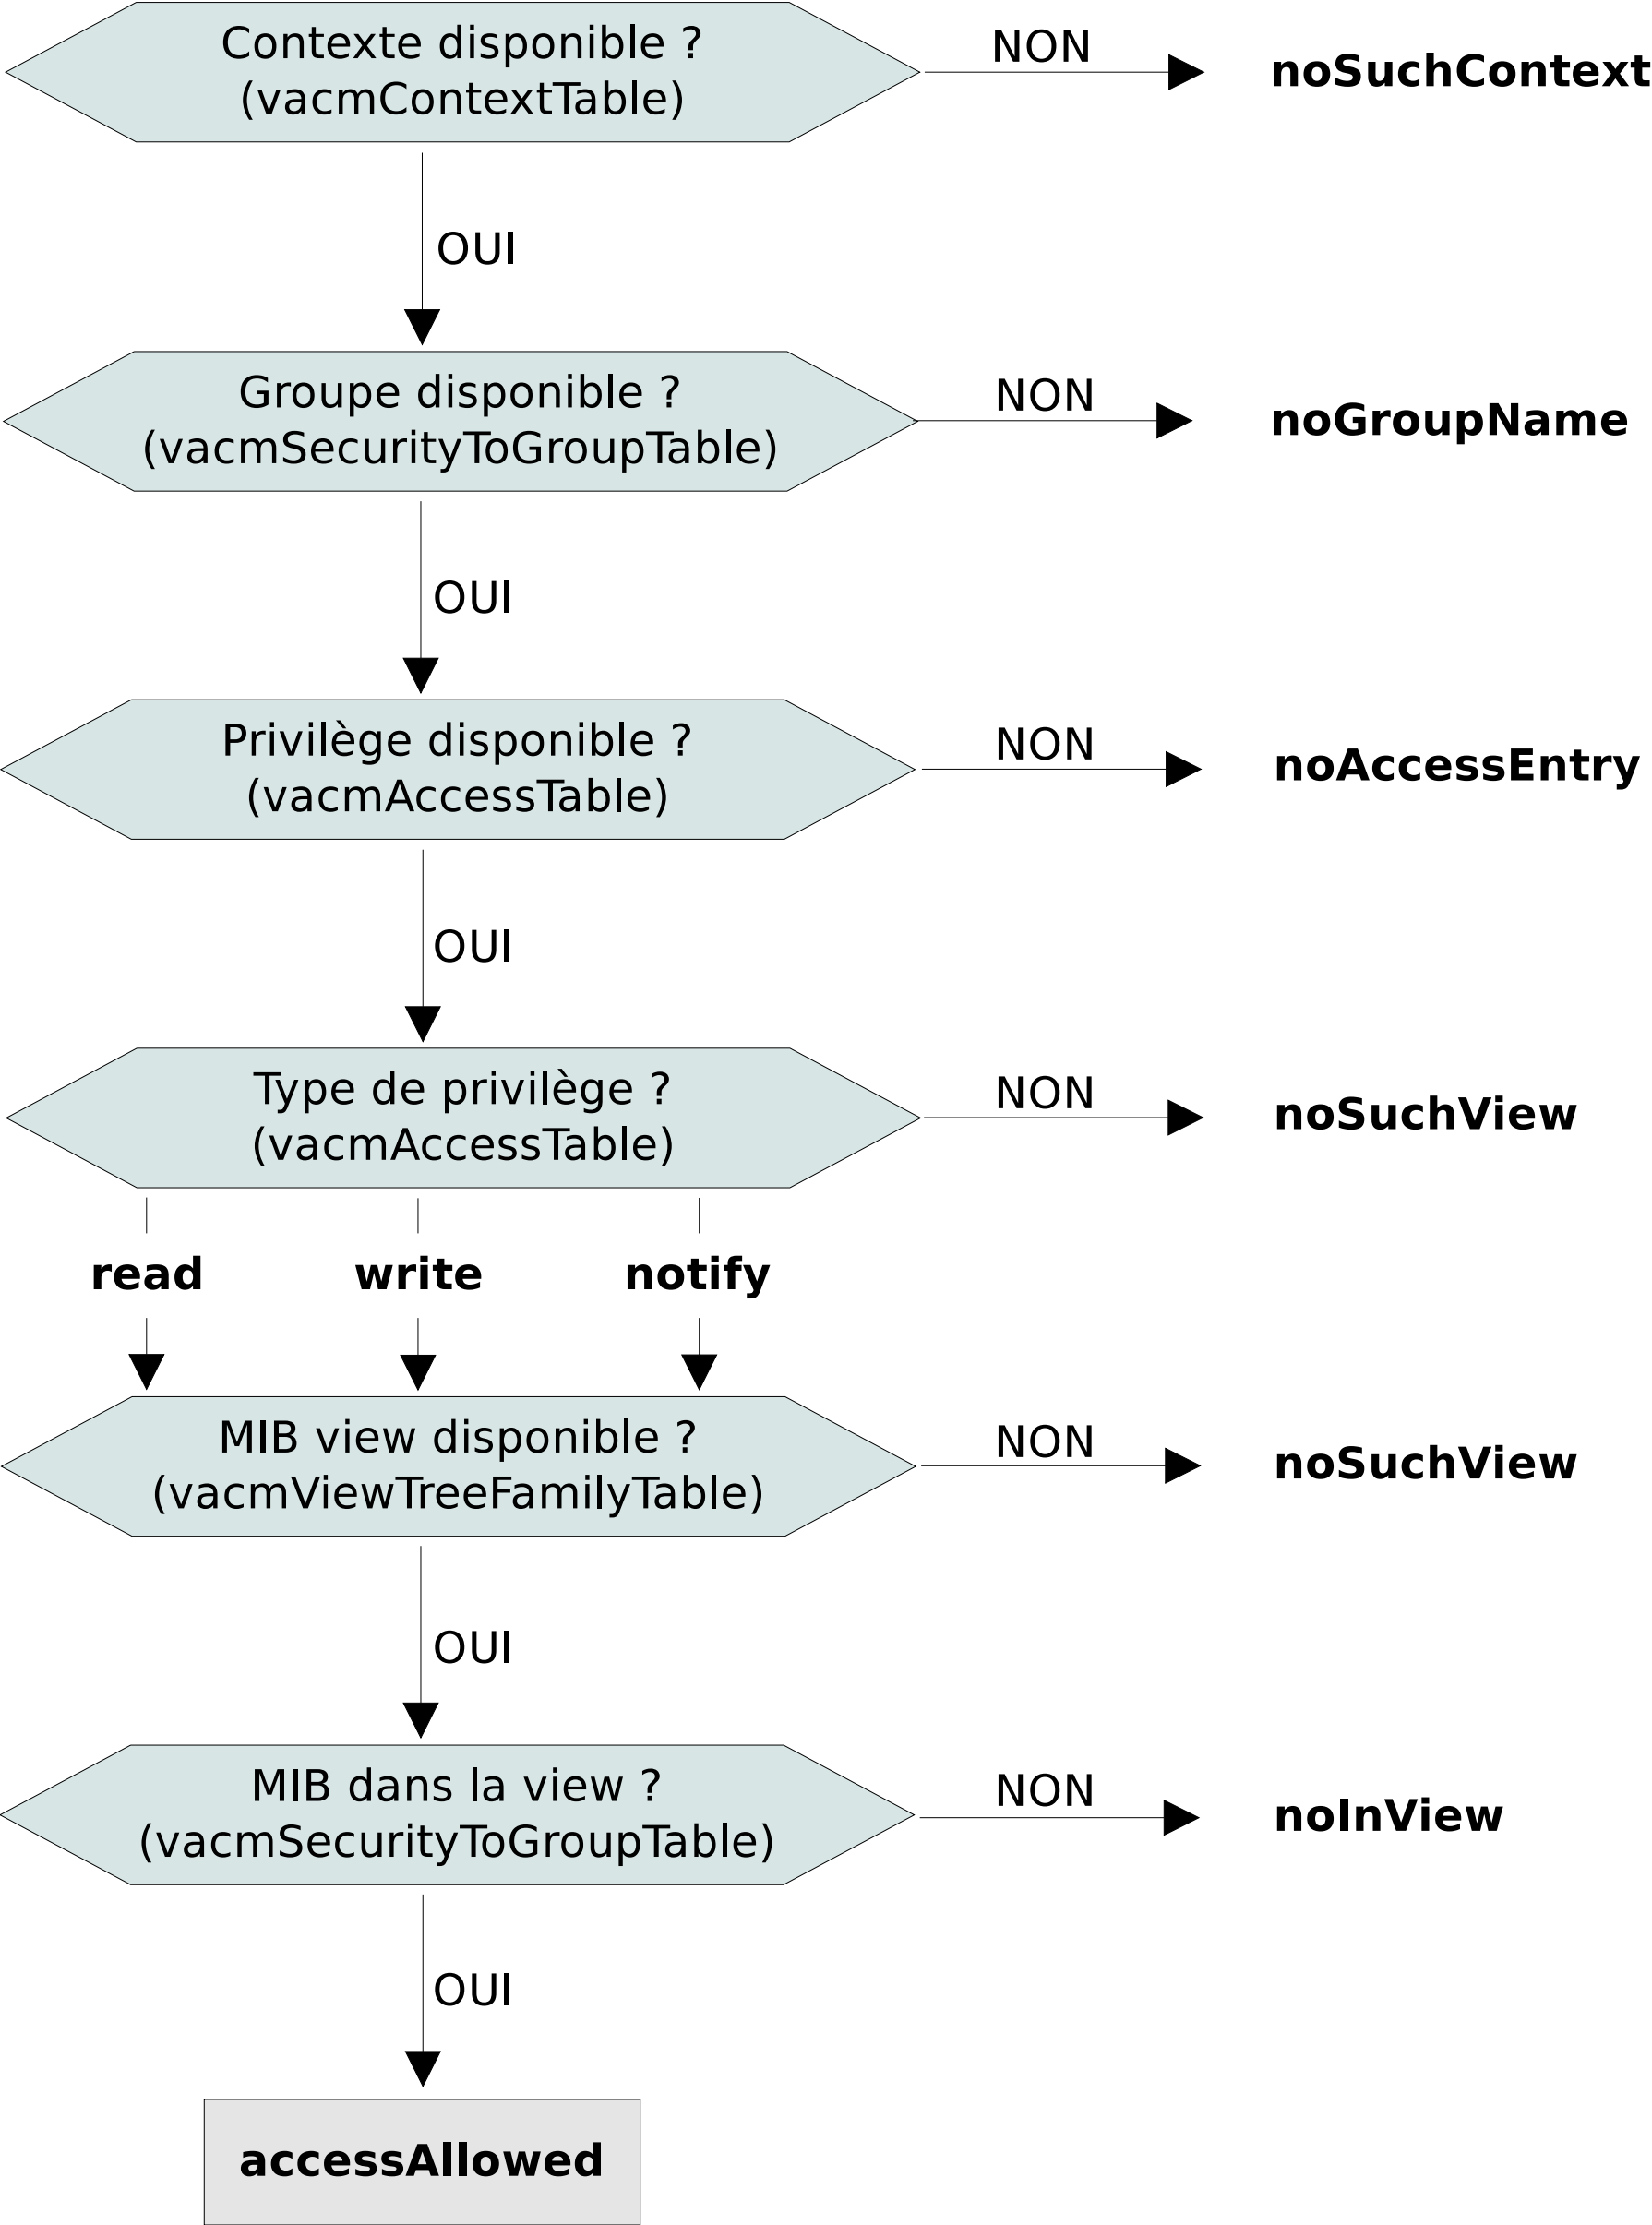 Contexte disponible ?
(vacmContextTable)
NON
noSuchContext
OUI
Groupe disponible ?
(vacmSecurityToGroupTable)
NON
noGroupName
OUI
Privilège disponible ?
(vacmAccessTable)
NON
noAccessEntry
OUI
Type de privilège ?
(vacmAccessTable)
NON
noSuchView
read
write
notify
MIB view disponible ?
(vacmViewTreeFamilyTable)
NON
noSuchView
OUI
MIB dans la view ?
(vacmSecurityToGroupTable)
NON
noInView
OUI
accessAllowed